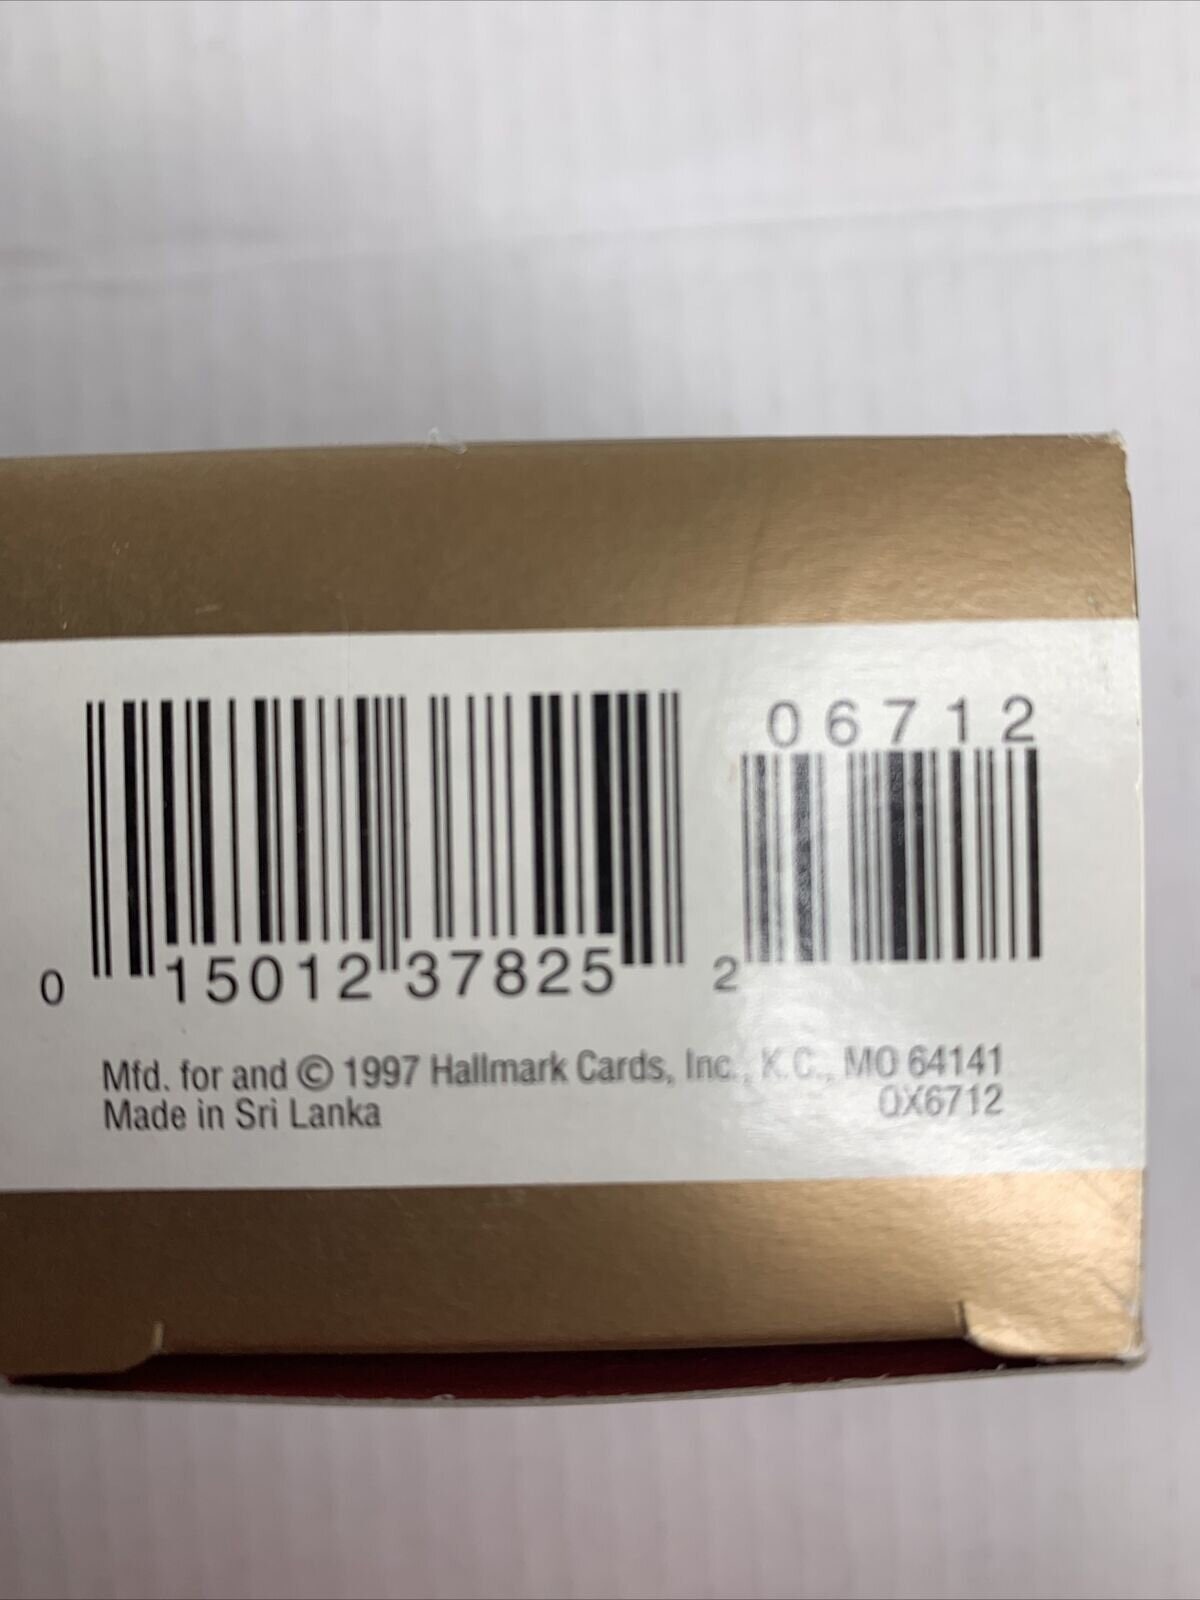 06712
0 15012 37825 2
Mfd. for and © 1997 Hallmark Cards, Inc., K.C., MO 64141
Made in Sri Lanka QX6712